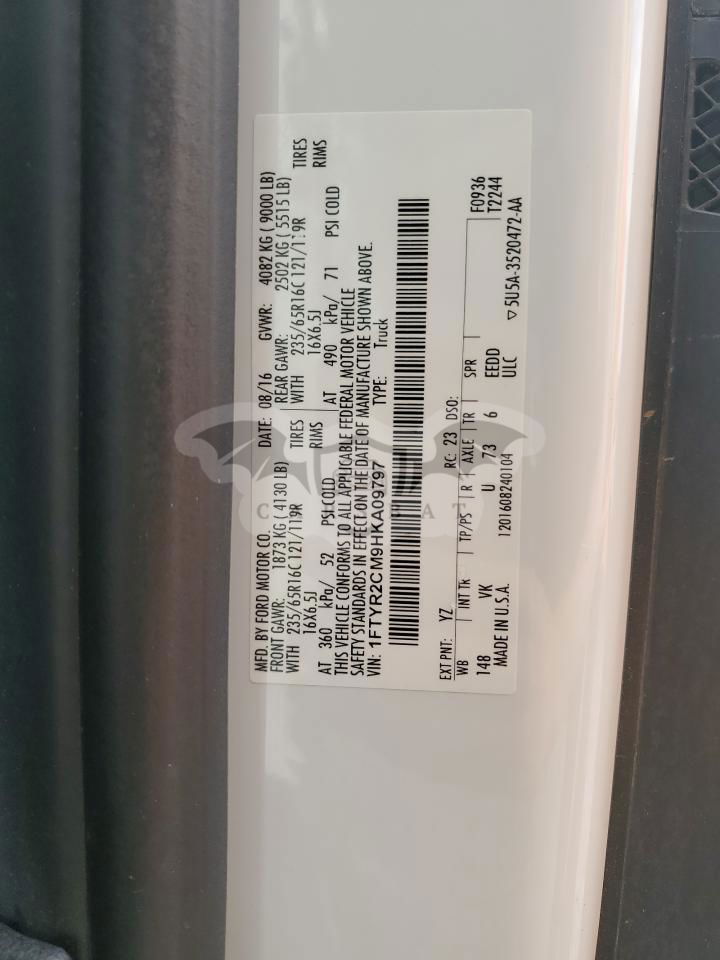 MFD. BY FORD MOTOR CO. DATE: 08/16 GVWR: 4082 KG ( 9000 LB)
FRONT GAWR: 1873 KG ( 4130 LB) REAR GAWR: 2502 KG ( 5515 LB)
WITH 235/65R16C 121/119R TIRES WITH 235/65R16C 121/119R TIRES
16X6.5J RIMS 16X6.5J RIMS
AT 360 kPa/ 52 PSI COLD AT 490 kPa/ 71 PSI COLD
THIS VEHICLE CONFORMS TO ALL APPLICABLE FEDERAL MOTOR VEHICLE
SAFETY STANDARDS IN EFFECT ON THE DATE OF MANUFACTURE SHOWN ABOVE.
VIN: 1FTYR2CM9HKA09797 TYPE: Truck
EXT PNT: YZ RC: 23 DSO: F0936
WB INT Tk TP/PS R AXLE TR SPR T2244
148 VK U 73 6 EEDD
MADE IN U.S.A. 1201608240104 ULC ▽5U5A-3520472-AA